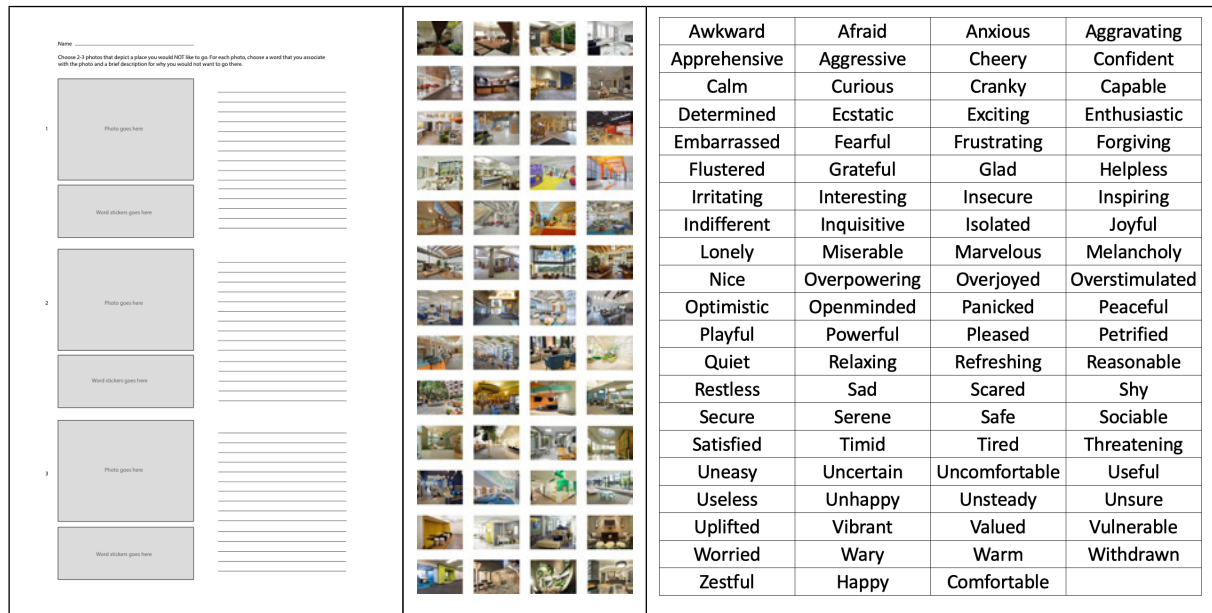 Name
Choose 2-3 photos that depict a place you would NOT like to go. For each photo, choose a word that you associate
with the photo and a brief description for why you would not want to go there.
1
Photo goes here
Word stickers goes here
2
Photo goes here
Word stickers goes here
3
Photo goes here
Word stickers goes here
Awkward Afraid Anxious Aggravating
Apprehensive Aggressive Cheery Confident
Calm Curious Cranky Capable
Determined Ecstatic Exciting Enthusiastic
Embarrassed Fearful Frustrating Forgiving
Flustered Grateful Glad Helpless
Irritating Interesting Insecure Inspiring
Indifferent Inquisitive Isolated Joyful
Lonely Miserable Marvelous Melancholy
Nice Overpowering Overjoyed Overstimulated
Optimistic Openminded Panicked Peaceful
Playful Powerful Pleased Petrified
Quiet Relaxing Refreshing Reasonable
Restless Sad Scared Shy
Secure Serene Safe Sociable
Satisfied Timid Tired Threatening
Uneasy Uncertain Uncomfortable Useful
Useless Unhappy Unsteady Unsure
Uplifted Vibrant Valued Vulnerable
Worried Wary Warm Withdrawn
Zestful Happy Comfortable